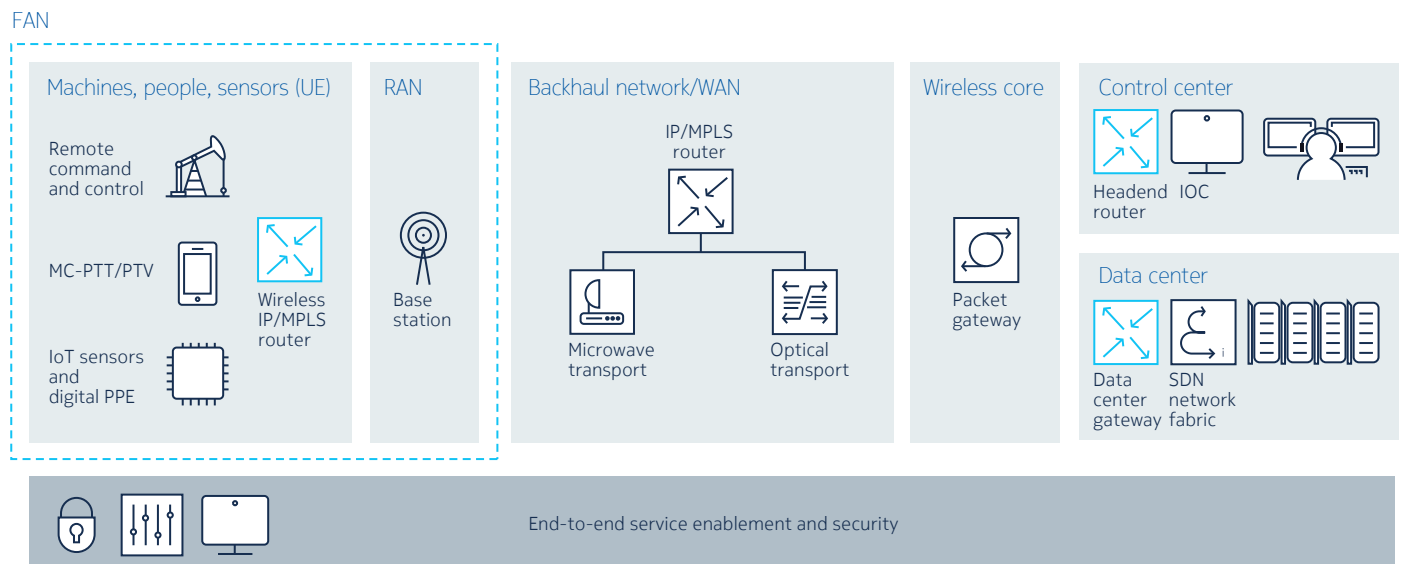 FAN
Machines, people, sensors (UE)
Remote
command
and control
MC-PTT/PTV
IoT sensors
and
digital PPE
Wireless
IP/MPLS
router
RAN
Base
station
Backhaul network/WAN
IP/MPLS
router
Microwave
transport
Optical
transport
Wireless core
Packet
gateway
Control center
Headend
router
IOC
Data center
Data
center
gateway
i
SDN
network
fabric
End-to-end service enablement and security